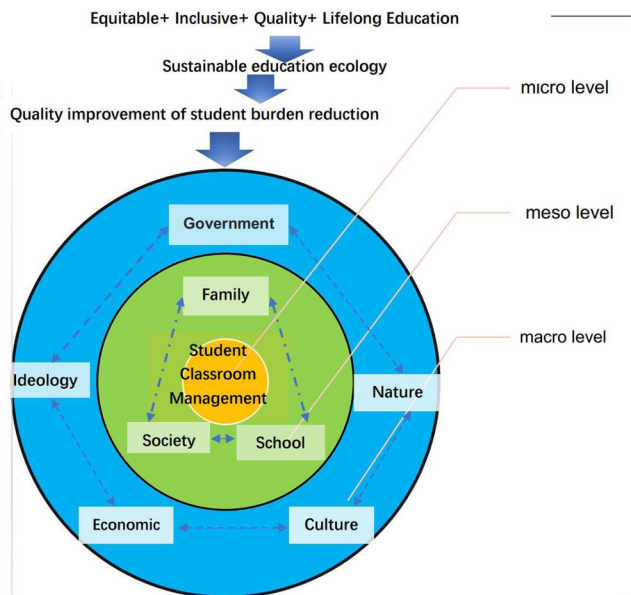 Equitable+ Inclusive+ Quality+ Lifelong Education
Sustainable education ecology
Quality improvement of student burden reduction
micro level
meso level
macro level
Government
Family
Student
Classroom
Management
Ideology
Nature
Society
School
Economic
Culture